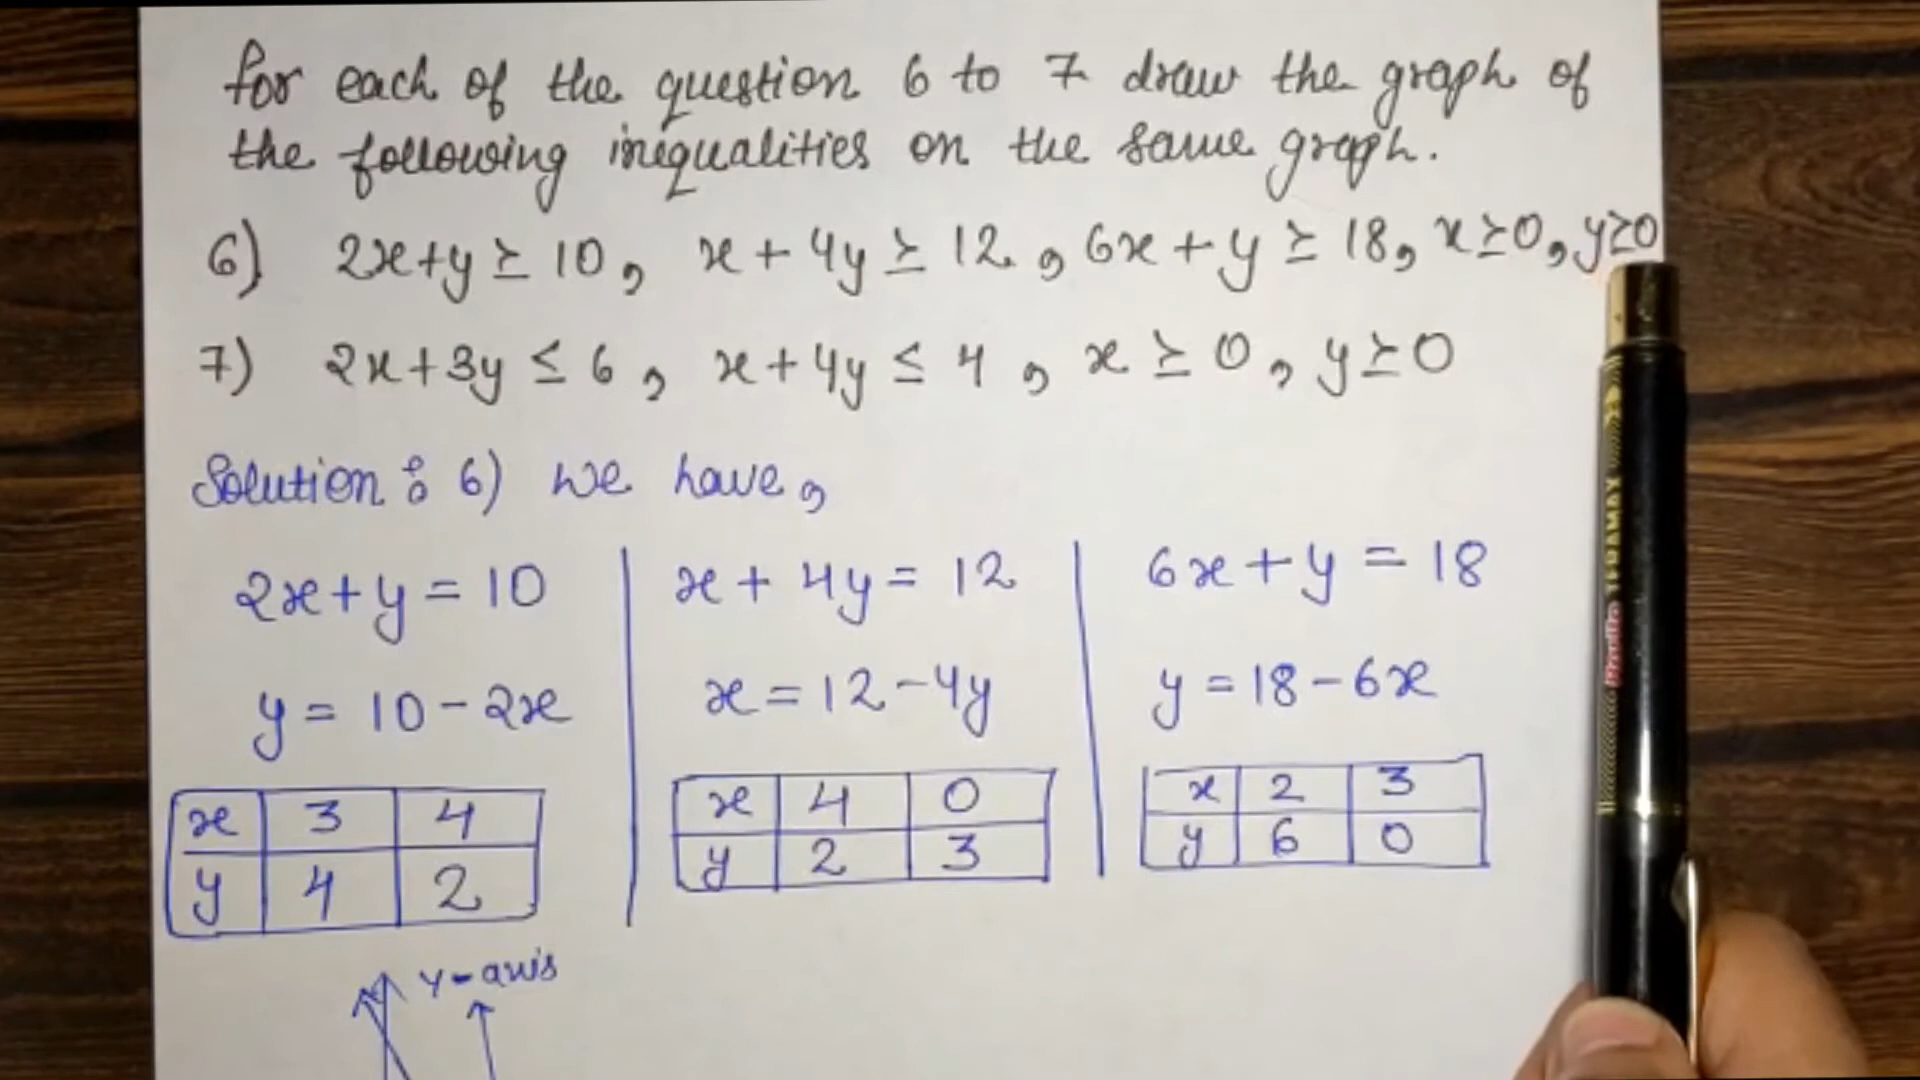 for each of the question 6 to 7 draw the graph of
the following inequalities on the same graph.
6) 2x+y ≥ 10, x + 4y ≥ 12, 6x + y ≥ 18, x≥0, y≥0
7) 2x+3y ≤ 6, x+4y ≤ 4, x ≥ 0, y≥0
Solution : 6) we have,
2x+y = 10 x + 4y = 12 6x + y = 18
y = 10 - 2x x = 12 - 4y y = 18 - 6x
x 3 4 x 4 0 x 2 3
y 4 2 y 2 3 y 6 0
Y-axis
TERAMAX